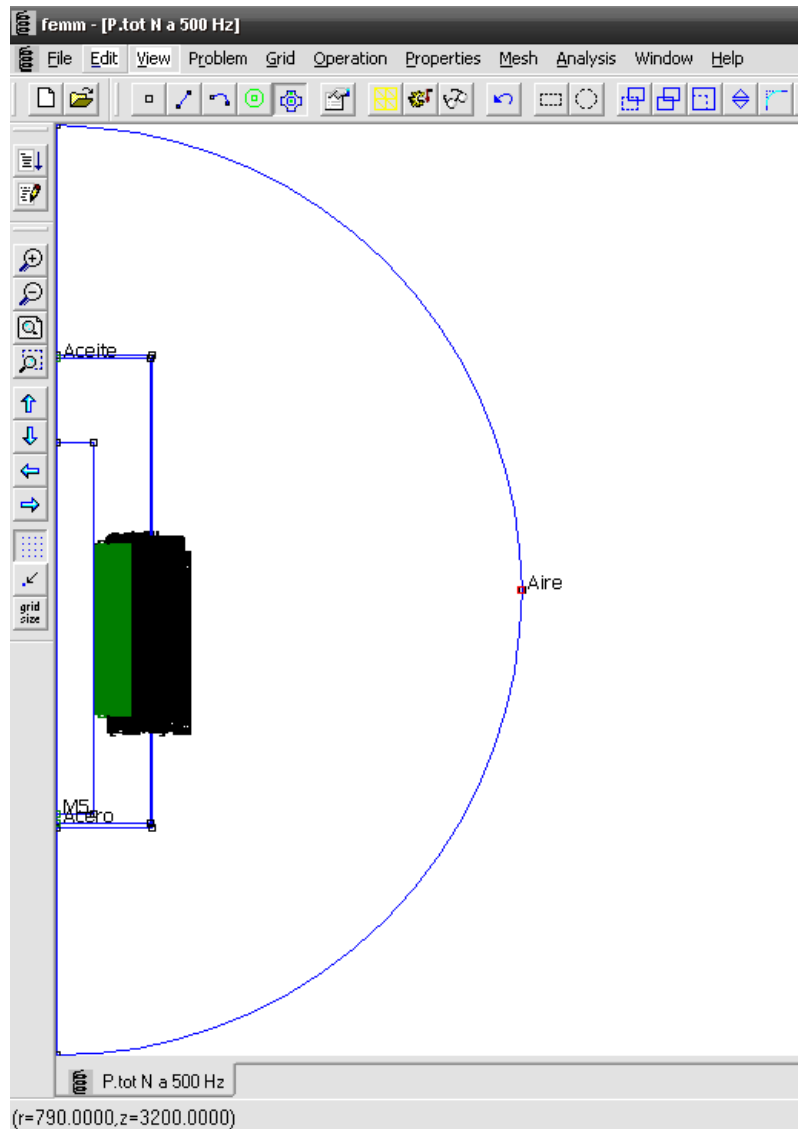 femm - [P.tot N a 500 Hz]
File Edit View Problem Grid Operation Properties Mesh Analysis Window Help
Aceite
grid
size
Aire
M5
Acero
P.tot N a 500 Hz
(r=790.0000,z=3200.0000)